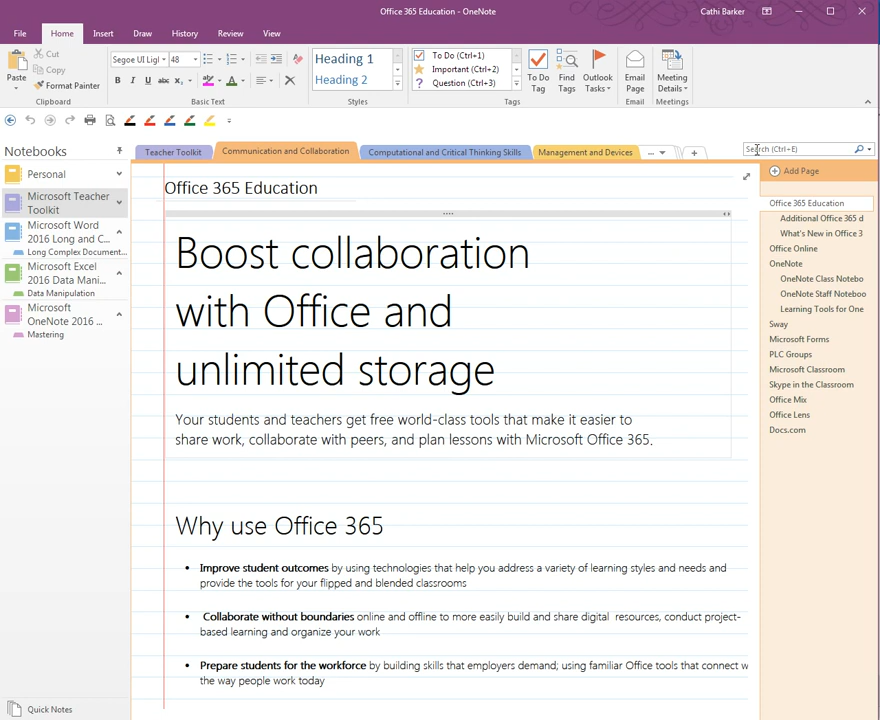 Office 365 Education - OneNote
Cathi Barker
File Home Insert Draw History Review View
Paste
Cut
Copy
Format Painter
Clipboard
Segoe UI Ligl 48
B I U abc x₂ A
Basic Text
Heading 1
Heading 2
Styles
To Do (Ctrl+1)
Important (Ctrl+2)
? Question (Ctrl+3)
To Do
Tag
Find
Tags
Tags
Outlook
Tasks
Email
Page
Email
Meeting
Details
Meetings
Notebooks
Personal
Microsoft Teacher
Toolkit
Microsoft Word
2016 Long and C...
Long Complex Document...
Microsoft Excel
2016 Data Mani...
Data Manipulation
Microsoft
OneNote 2016 ...
Mastering
Quick Notes
Teacher Toolkit
Communication and Collaboration
Computational and Critical Thinking Skills
Management and Devices
...
+
Search (Ctrl+E)
Office 365 Education
Boost collaboration
with Office and
unlimited storage
Your students and teachers get free world-class tools that make it easier to
share work, collaborate with peers, and plan lessons with Microsoft Office 365.
Why use Office 365
• Improve student outcomes by using technologies that help you address a variety of learning styles and needs and
provide the tools for your flipped and blended classrooms
• Collaborate without boundaries online and offline to more easily build and share digital resources, conduct project-
based learning and organize your work
• Prepare students for the workforce by building skills that employers demand; using familiar Office tools that connect w
the way people work today
Add Page
Office 365 Education
Additional Office 365 d
What's New in Office 3
Office Online
OneNote
OneNote Class Notebo
OneNote Staff Noteboo
Learning Tools for One
Sway
Microsoft Forms
PLC Groups
Microsoft Classroom
Skype in the Classroom
Office Mix
Office Lens
Docs.com